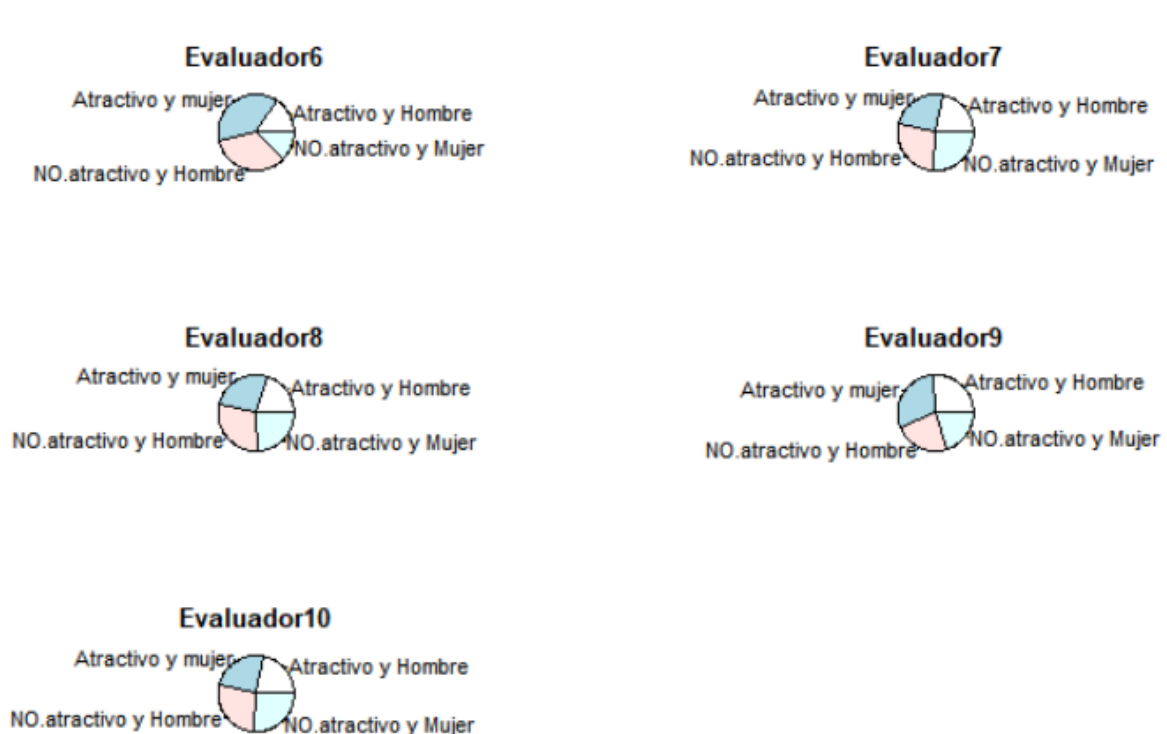 Evaluador6
Atractivo y mujer
Atractivo y Hombre
NO.atractivo y Mujer
NO.atractivo y Hombre
Evaluador7
Atractivo y mujer
Atractivo y Hombre
NO.atractivo y Hombre
NO.atractivo y Mujer
Evaluador8
Atractivo y mujer
Atractivo y Hombre
NO.atractivo y Hombre
NO.atractivo y Mujer
Evaluador9
Atractivo y mujer
Atractivo y Hombre
NO.atractivo y Hombre
NO.atractivo y Mujer
Evaluador10
Atractivo y mujer
Atractivo y Hombre
NO.atractivo y Hombre
NO.atractivo y Mujer